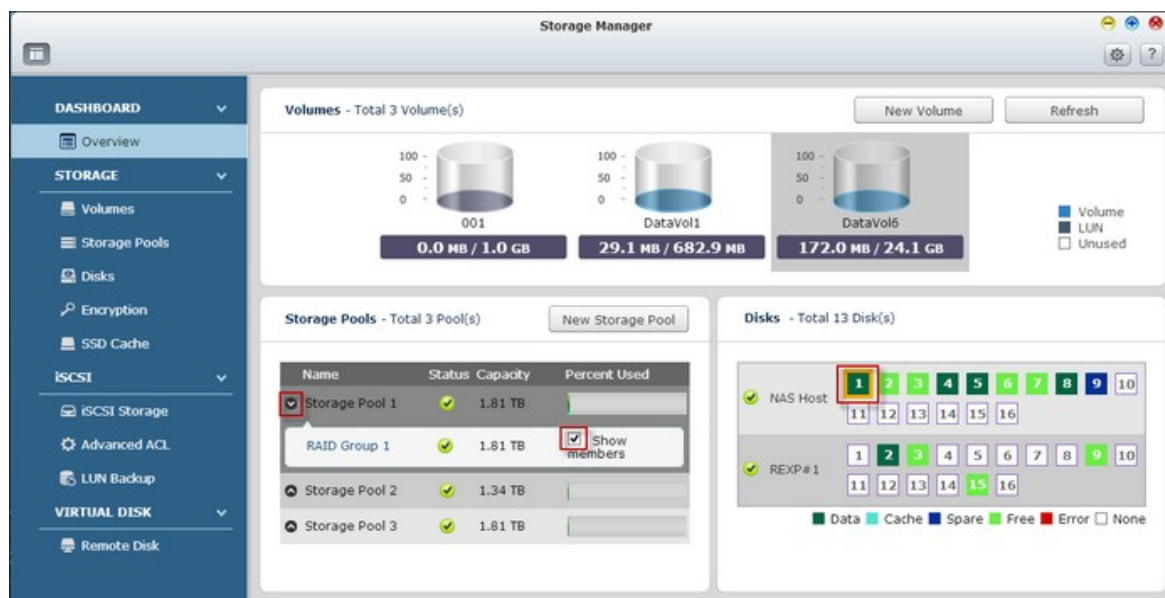 Storage Manager
?
DASHBOARD
Overview
STORAGE
Volumes
Storage Pools
Disks
Encryption
SSD Cache
iSCSI
iSCSI Storage
Advanced ACL
LUN Backup
VIRTUAL DISK
Remote Disk
Volumes - Total 3 Volume(s)
New Volume
Refresh
100
50
0
001
0.0 MB / 1.0 GB
100
50
0
DataVol1
29.1 MB / 682.9 MB
100
50
0
DataVol6
172.0 MB / 24.1 GB
Volume
LUN
Unused
Storage Pools - Total 3 Pool(s)
New Storage Pool
Name Status Capacity Percent Used
Storage Pool 1 1.81 TB
RAID Group 1 1.81 TB Show
members
Storage Pool 2 1.34 TB
Storage Pool 3 1.81 TB
Disks - Total 13 Disk(s)
NAS Host
1 2 3 4 5 6 7 8 9 10
11 12 13 14 15 16
REXP#1
1 2 3 4 5 6 7 8 9 10
11 12 13 14 15 16
Data Cache Spare Free Error None